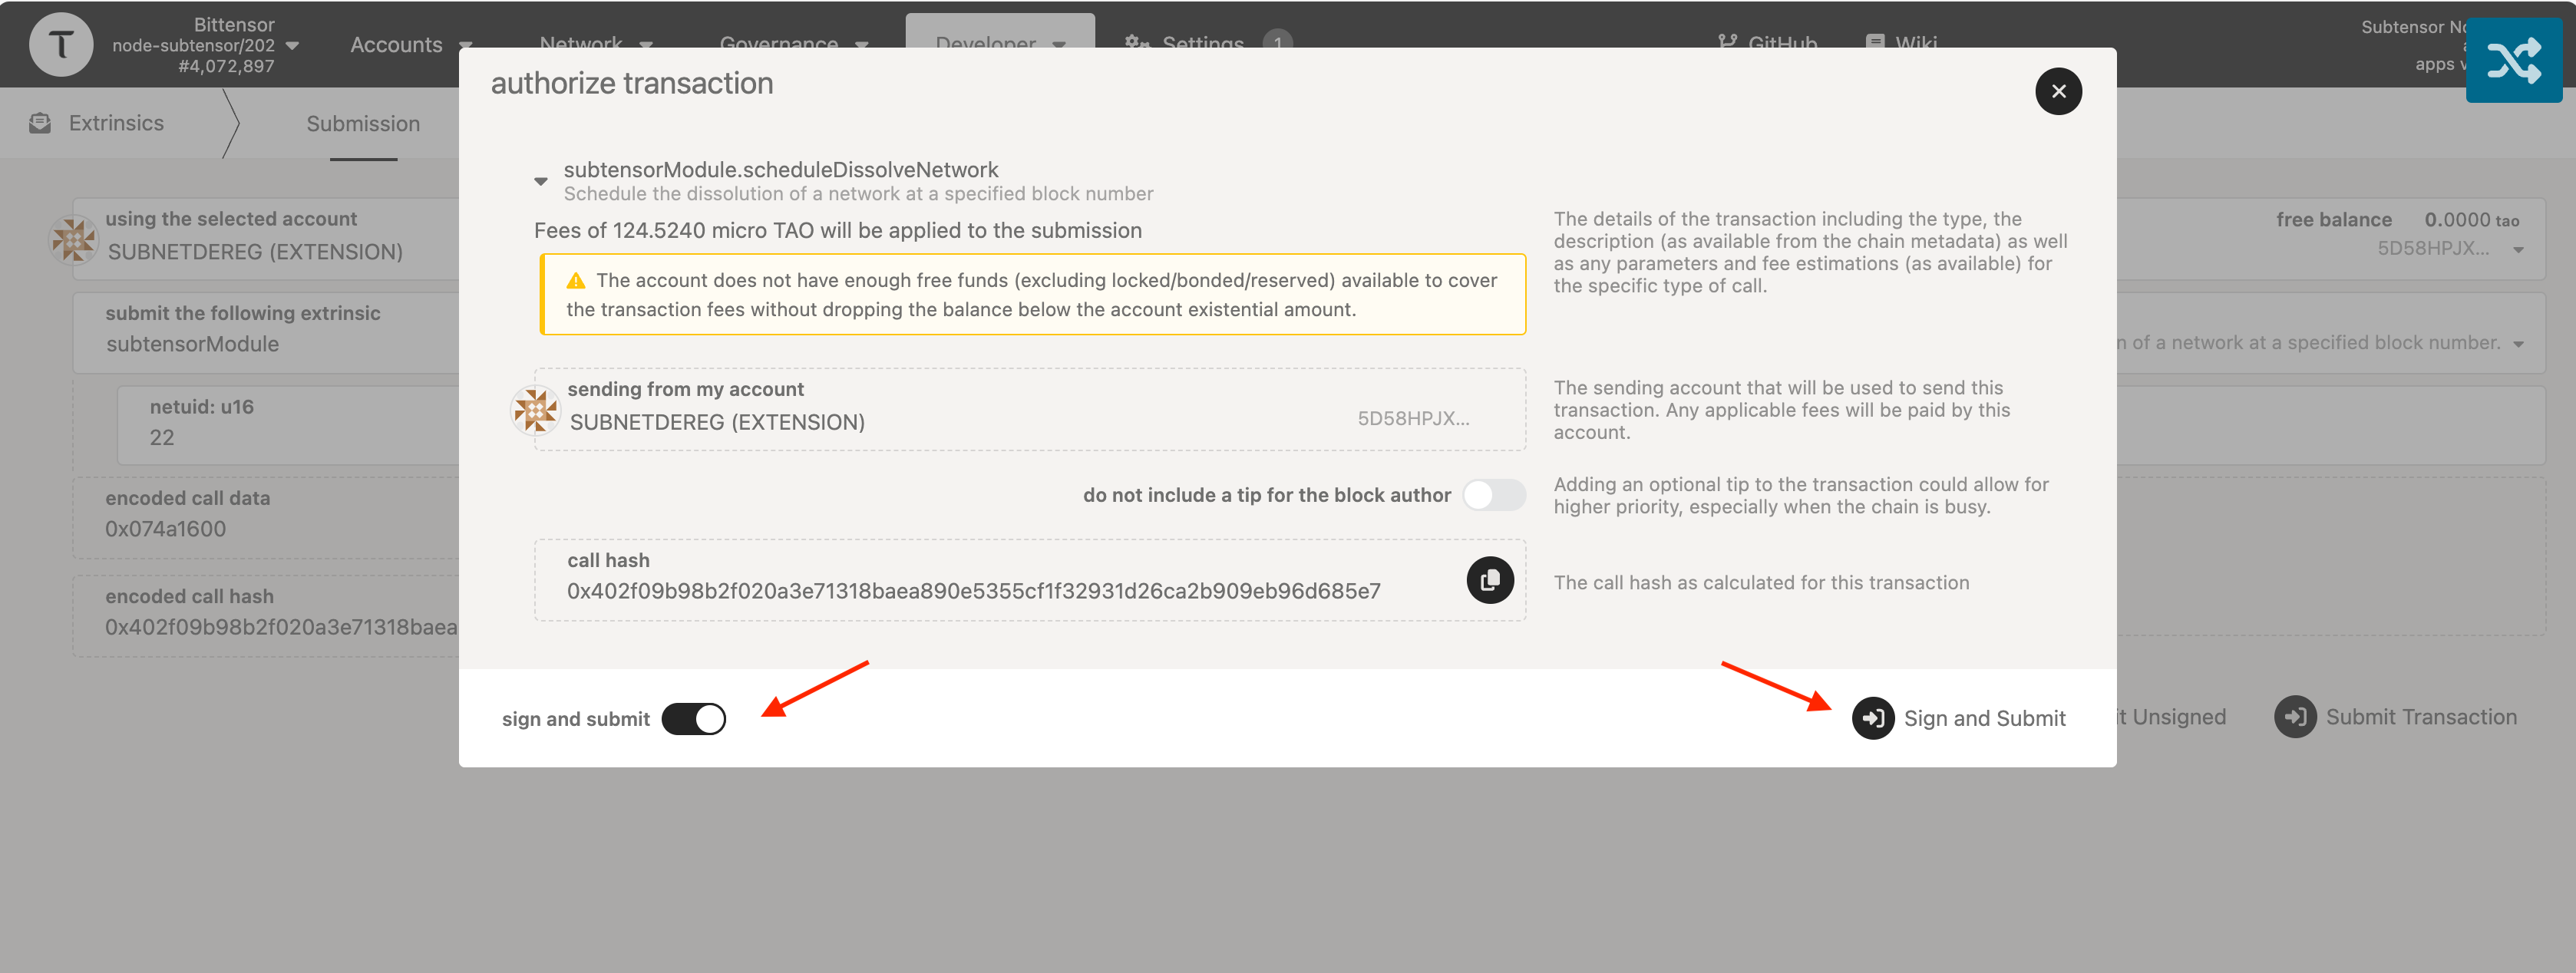 Bittensor
node-subtensor/202
#4,072,897
Accounts
Network
Governance
Developer
Settings
1
GitHub
Wiki
Subtensor
apps
Extrinsics
Submission
authorize transaction
subtensorModule.scheduleDissolveNetwork
Schedule the dissolution of a network at a specified block number
Fees of 124.5240 micro TAO will be applied to the submission
The account does not have enough free funds (excluding locked/bonded/reserved) available to cover
the transaction fees without dropping the balance below the account existential amount.
The details of the transaction including the type, the
description (as available from the chain metadata) as well
as any parameters and fee estimations (as available) for
the specific type of call.
using the selected account
SUBNETDEREG (EXTENSION)
free balance 0.0000 tao
5D58HPJX...
submit the following extrinsic
subtensorModule
n of a network at a specified block number.
netuid: u16
22
sending from my account
SUBNETDEREG (EXTENSION)
5D58HPJX...
The sending account that will be used to send this
transaction. Any applicable fees will be paid by this
account.
do not include a tip for the block author
Adding an optional tip to the transaction could allow for
higher priority, especially when the chain is busy.
encoded call data
0x074a1600
call hash
0x402f09b98b2f020a3e71318baea890e5355cf1f32931d26ca2b909eb96d685e7
The call hash as calculated for this transaction
encoded call hash
0x402f09b98b2f020a3e71318baea
sign and submit
Sign and Submit
it Unsigned
Submit Transaction